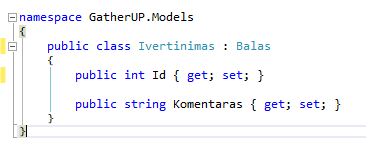 namespace GatherUP.Models
{
public class Ivertinimas : Balas
{
public int Id { get; set; }
public string Komentaras { get; set; }
}
}